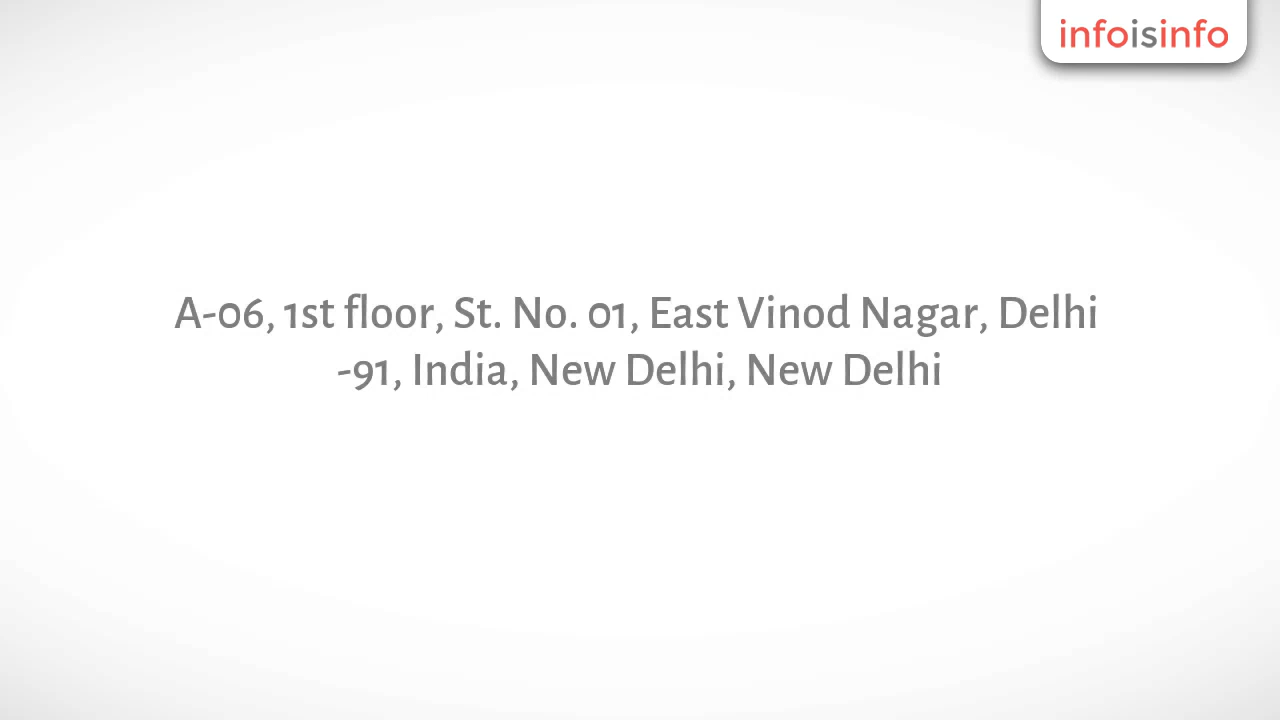 infoisinfo
A-06, 1st floor, St. No. 01, East Vinod Nagar, Delhi
-91, India, New Delhi, New Delhi